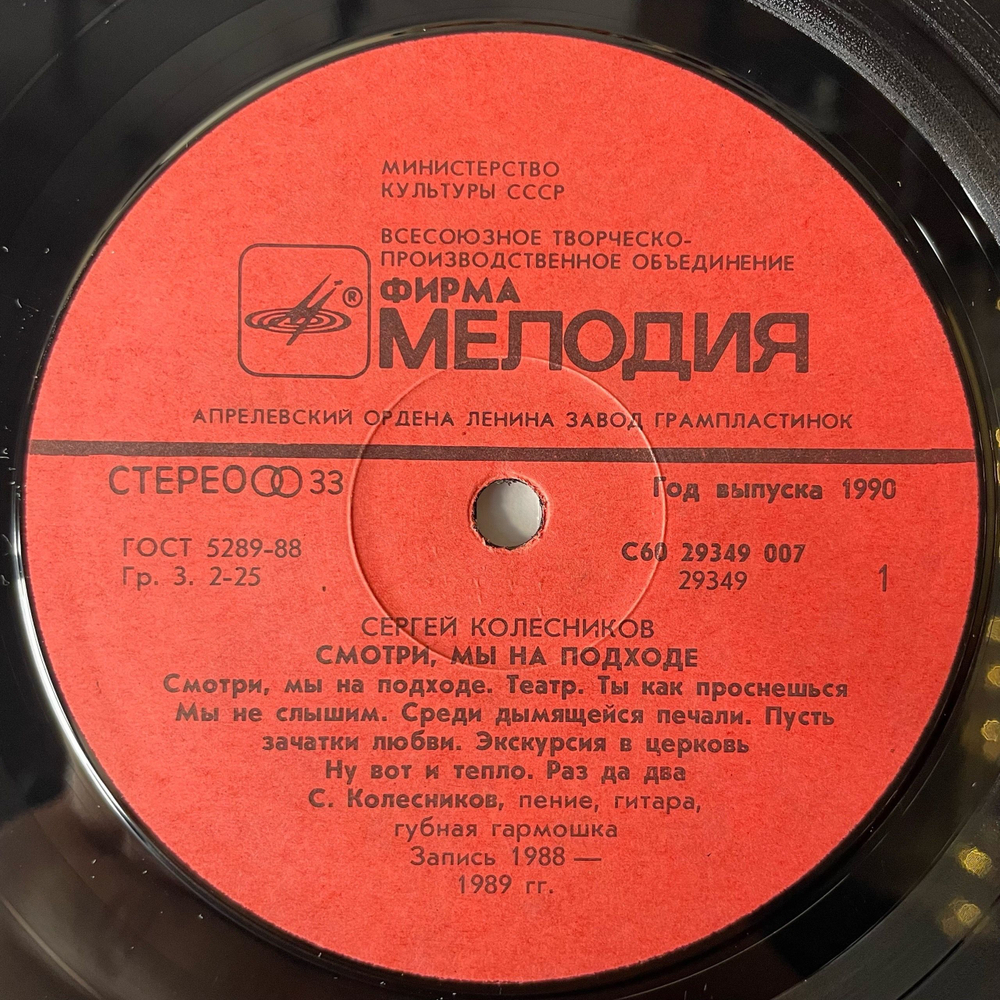 МИНИСТЕРСТВО
КУЛЬТУРЫ СССР
ВСЕСОЮЗНОЕ ТВОРЧЕСКО-
ПРОИЗВОДСТВЕННОЕ ОБЪЕДИНЕНИЕ
®
ФИРМА
МЕЛОДИЯ
АПРЕЛЕВСКИЙ ОРДЕНА ЛЕНИНА ЗАВОД ГРАМПЛАСТИНОК
СТЕРЕО 33 Год выпуска 1990
ГОСТ 5289-88 С60 29349 007
Гр. 3. 2-25 29349 1
СЕРГЕЙ КОЛЕСНИКОВ
СМОТРИ, МЫ НА ПОДХОДЕ
Смотри, мы на подходе. Театр. Ты как проснешься
Мы не слышим. Среди дымящейся печали. Пусть
зачатки любви. Экскурсия в церковь
Ну вот и тепло. Раз да два
С. Колесников, пение, гитара,
губная гармошка
Запись 1988 —
1989 гг.